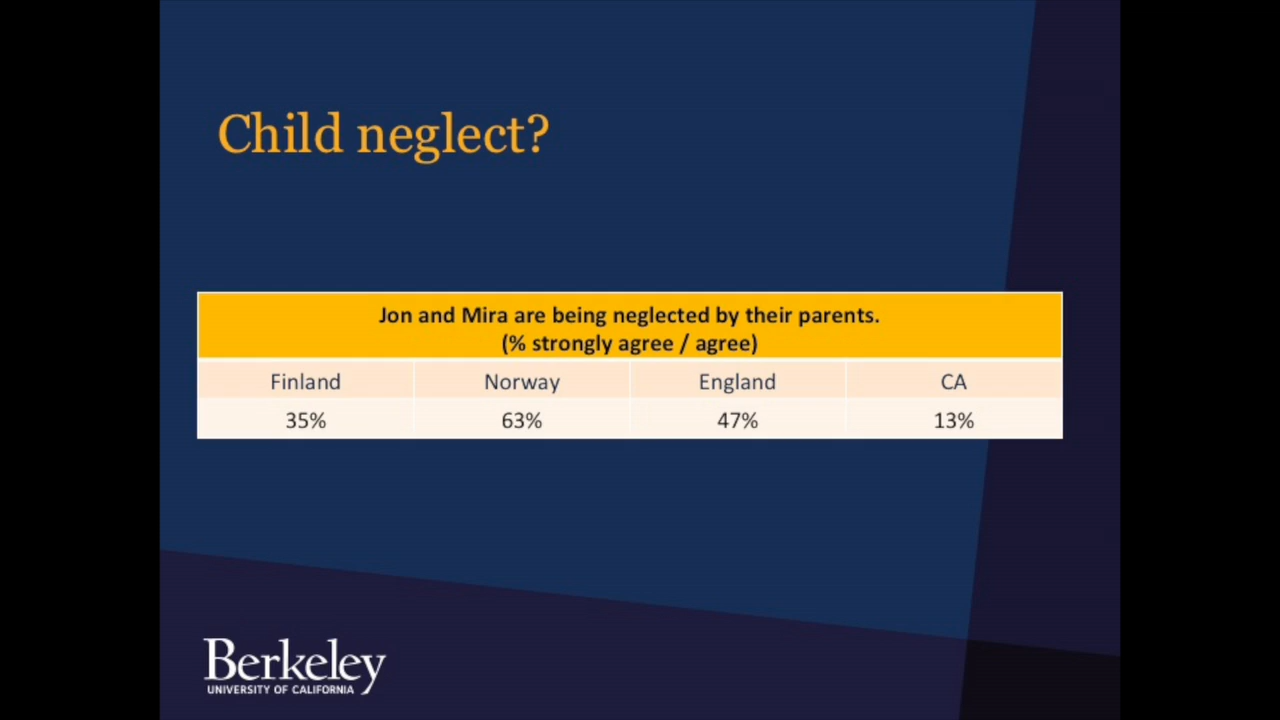 Child neglect?
Jon and Mira are being neglected by their parents.
(% strongly agree / agree)
Finland Norway England CA
35% 63% 47% 13%
Berkeley
UNIVERSITY OF CALIFORNIA